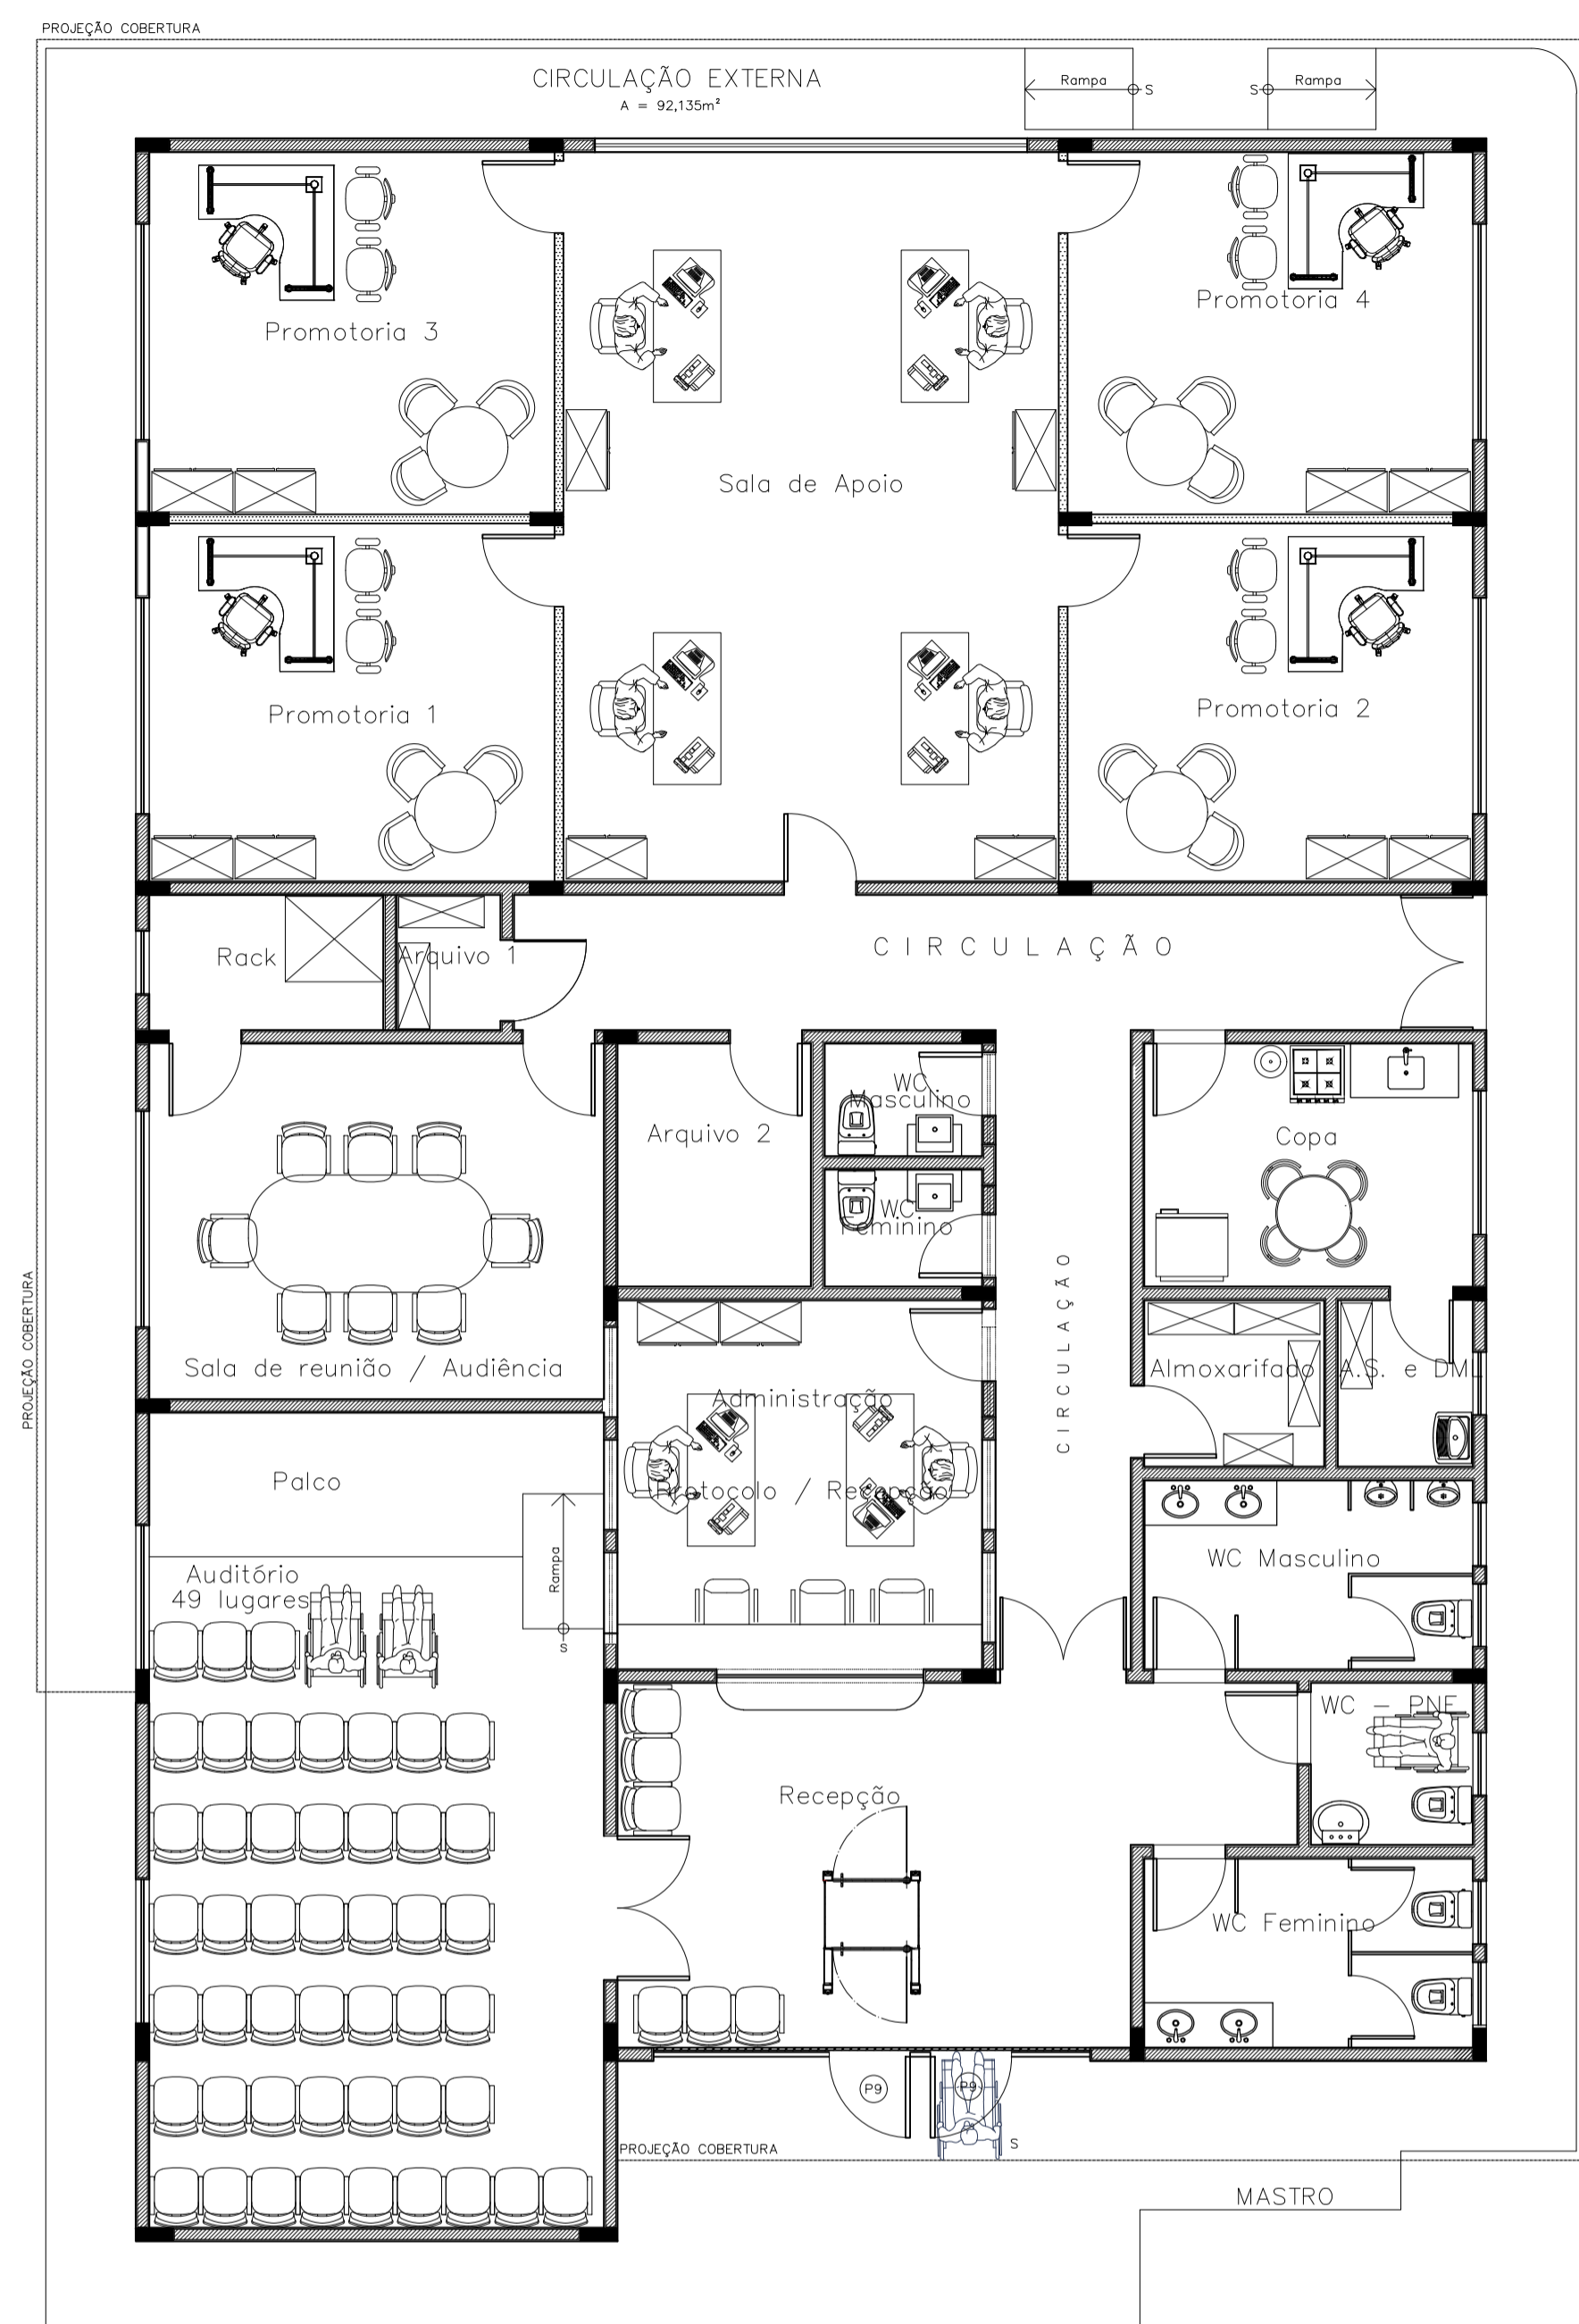 PROJEÇÃO COBERTURA
CIRCULAÇÃO EXTERNA
A = 92,135m²
Rampa
S
S
Rampa
Promotoria 3
Promotoria 4
Sala de Apoio
Promotoria 1
Promotoria 2
Rack
Arquivo 1
CIRCULAÇÃO
WC
Masculino
Arquivo 2
Copa
WC
Feminino
CIRCULAÇÃO
PROJEÇÃO COBERTURA
Sala de reunião / Audiência
Almoxarifado
A.S. e DML
Administração
Palco
Protocolo / Recepção
Rampa
S
WC Masculino
Auditório
49 lugares
WC - PNE
Recepção
WC Feminino
P9
P9
S
PROJEÇÃO COBERTURA
MASTRO